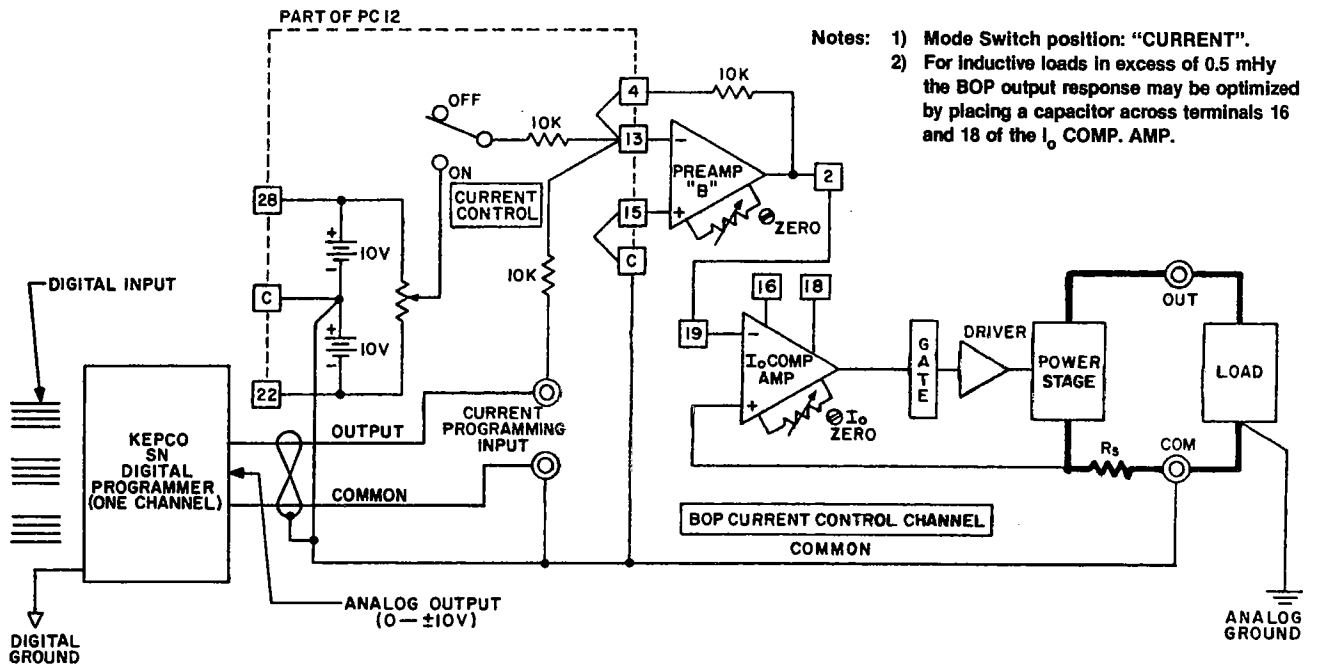 PART OF PC 12
Notes: 1) Mode Switch position: "CURRENT".
2) For inductive loads in excess of 0.5 mHy
the BOP output response may be optimized
by placing a capacitor across terminals 16
and 18 of the Io COMP. AMP.
OFF
10K
4
10K
13
ON
CURRENT
CONTROL
28
+
-
10V
C
+
-
10V
22
15
C
-
PREAMP
"B"
+
ZERO
2
10K
DIGITAL INPUT
16
18
19
-
Io COMP
AMP
+
Io
ZERO
GATE
DRIVER
POWER
STAGE
OUT
LOAD
Rs
COM
KEPCO
SN
DIGITAL
PROGRAMMER
(ONE CHANNEL)
OUTPUT
COMMON
CURRENT
PROGRAMMING
INPUT
BOP CURRENT CONTROL CHANNEL
COMMON
ANALOG OUTPUT
(0—±10V)
DIGITAL
GROUND
ANALOG
GROUND